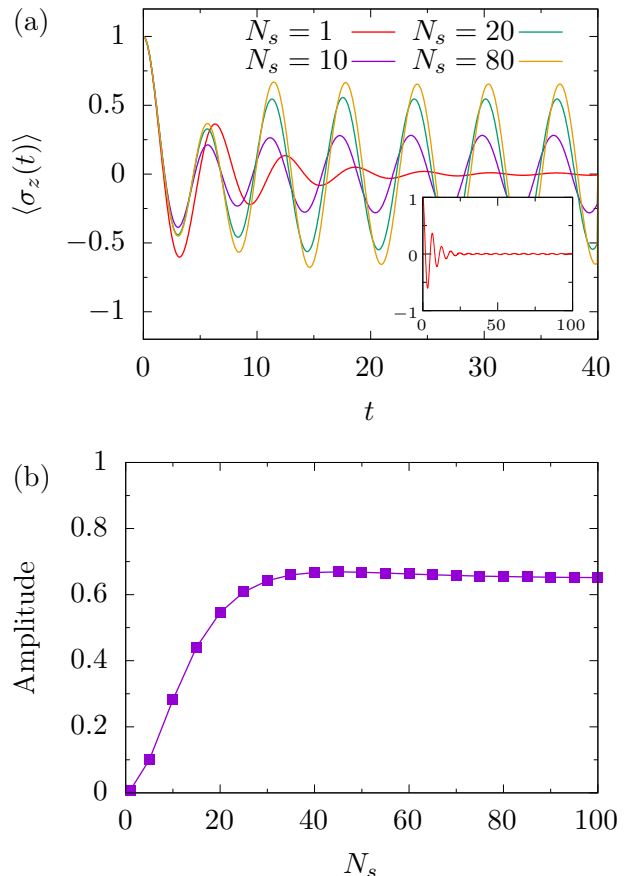 (a)
N_s = 1
N_s = 20
N_s = 10
N_s = 80
⟨σ_z(t)⟩
1
0.5
0
−0.5
−1
1
0
−1
0 50 100
0 10 20 30 40
t
(b)
Amplitude
1
0.8
0.6
0.4
0.2
0
0 20 40 60 80 100
N_s